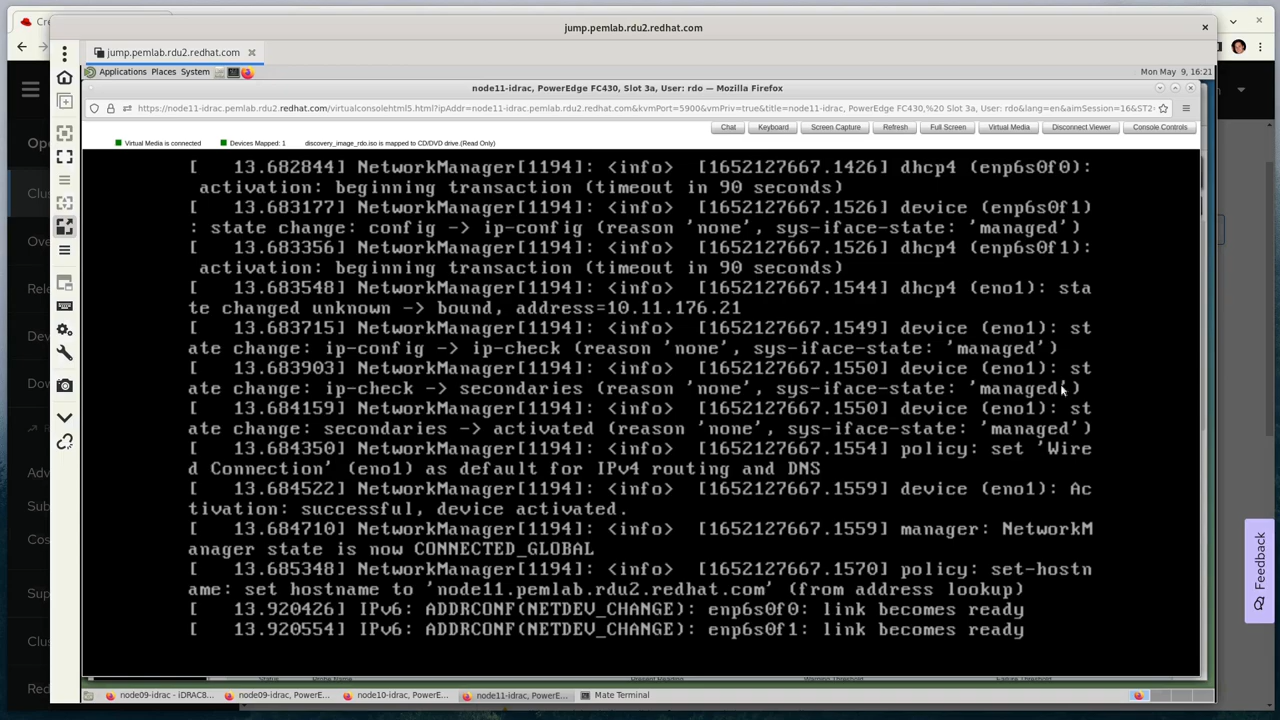 Cr
jump.pemlab.rdu2.redhat.com
jump.pemlab.rdu2.redhat.com
Applications Places System
Mon May 9, 16:21
node11-idrac, PowerEdge FC430, Slot 3a, User: rdo — Mozilla Firefox
https://node11-idrac.pemlab.rdu2.redhat.com/virtualconsolehtml5.html?ipAddr=node11-idrac.pemlab.rdu2.redhat.com&kvmPort=5900&vmPriv=true&title=node11-idrac, PowerEdge FC430,%20 Slot 3a, User: rdo&lang=en&aimSession=16&ST2-
Chat Keyboard Screen Capture Refresh Full Screen Virtual Media Disconnect Viewer Console Controls
Virtual Media is connected Devices Mapped: 1 discovery_image_rdo.iso is mapped to CD/DVD drive.(Read Only)
[ 13.682844] NetworkManager[1194]: <info> [1652127667.1426] dhcp4 (enp6s0f0):
activation: beginning transaction (timeout in 90 seconds)
[ 13.683177] NetworkManager[1194]: <info> [1652127667.1526] device (enp6s0f1)
: state change: config -> ip-config (reason 'none', sys-iface-state: 'managed')
[ 13.683356] NetworkManager[1194]: <info> [1652127667.1526] dhcp4 (enp6s0f1):
activation: beginning transaction (timeout in 90 seconds)
[ 13.683548] NetworkManager[1194]: <info> [1652127667.1544] dhcp4 (eno1): sta
te changed unknown -> bound, address=10.11.176.21
[ 13.683715] NetworkManager[1194]: <info> [1652127667.1549] device (eno1): st
ate change: ip-config -> ip-check (reason 'none', sys-iface-state: 'managed')
[ 13.683903] NetworkManager[1194]: <info> [1652127667.1550] device (eno1): st
ate change: ip-check -> secondaries (reason 'none', sys-iface-state: 'managed')
[ 13.684159] NetworkManager[1194]: <info> [1652127667.1550] device (eno1): st
ate change: secondaries -> activated (reason 'none', sys-iface-state: 'managed')
[ 13.684350] NetworkManager[1194]: <info> [1652127667.1554] policy: set 'Wire
d Connection' (eno1) as default for IPv4 routing and DNS
[ 13.684522] NetworkManager[1194]: <info> [1652127667.1559] device (eno1): Ac
tivation: successful, device activated.
[ 13.684710] NetworkManager[1194]: <info> [1652127667.1559] manager: NetworkM
anager state is now CONNECTED_GLOBAL
[ 13.685348] NetworkManager[1194]: <info> [1652127667.1570] policy: set-hostn
ame: set hostname to 'node11.pemlab.rdu2.redhat.com' (from address lookup)
[ 13.920426] IPv6: ADDRCONF(NETDEV_CHANGE): enp6s0f0: link becomes ready
[ 13.920554] IPv6: ADDRCONF(NETDEV_CHANGE): enp6s0f1: link becomes ready
node09-idrac - iDRAC8... node09-idrac, PowerE... node10-idrac, PowerE... node11-idrac, PowerE... Mate Terminal
Op
Clus
Ove
Rele
Dev
Dow
Adv
Sub
Cos
Sup
Clus
Red
Feedback